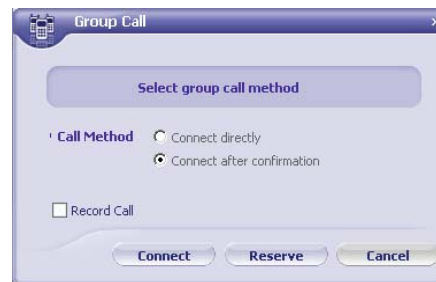 Group Call
Select group call method
Call Method
Connect directly
Connect after confirmation
Record Call
Connect Reserve Cancel